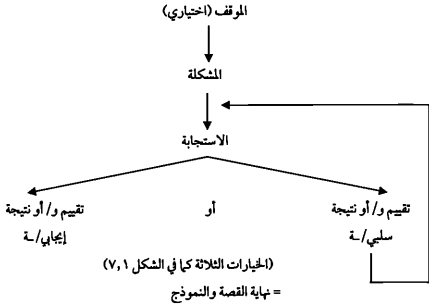 الموقف (اختياري)
المشكلة
الاستجابة
تقييم و/ أو نتيجة
سلبي/ـة
أو
تقييم و/ أو نتيجة
إيجابي/ـة
(الخيارات الثلاثة كما في الشكل ٧,١)
= نهاية القصة والنموذج